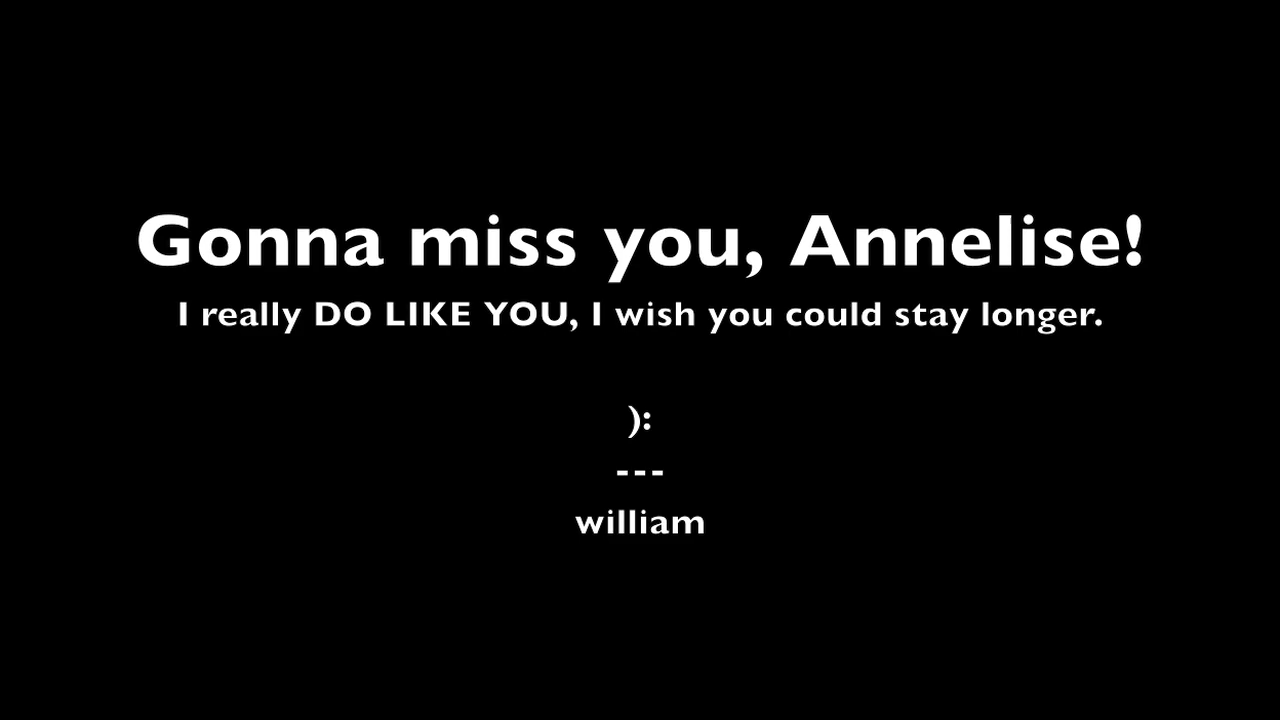 Gonna miss you, Annelise!
I really DO LIKE YOU, I wish you could stay longer.
):
---
william